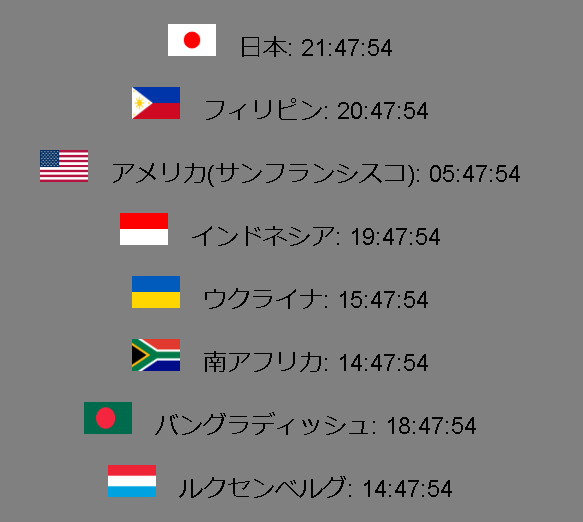 日本: 21:47:54
フィリピン: 20:47:54
アメリカ(サンフランシスコ): 05:47:54
インドネシア: 19:47:54
ウクライナ: 15:47:54
南アフリカ: 14:47:54
バングラディッシュ: 18:47:54
ルクセンベルグ: 14:47:54